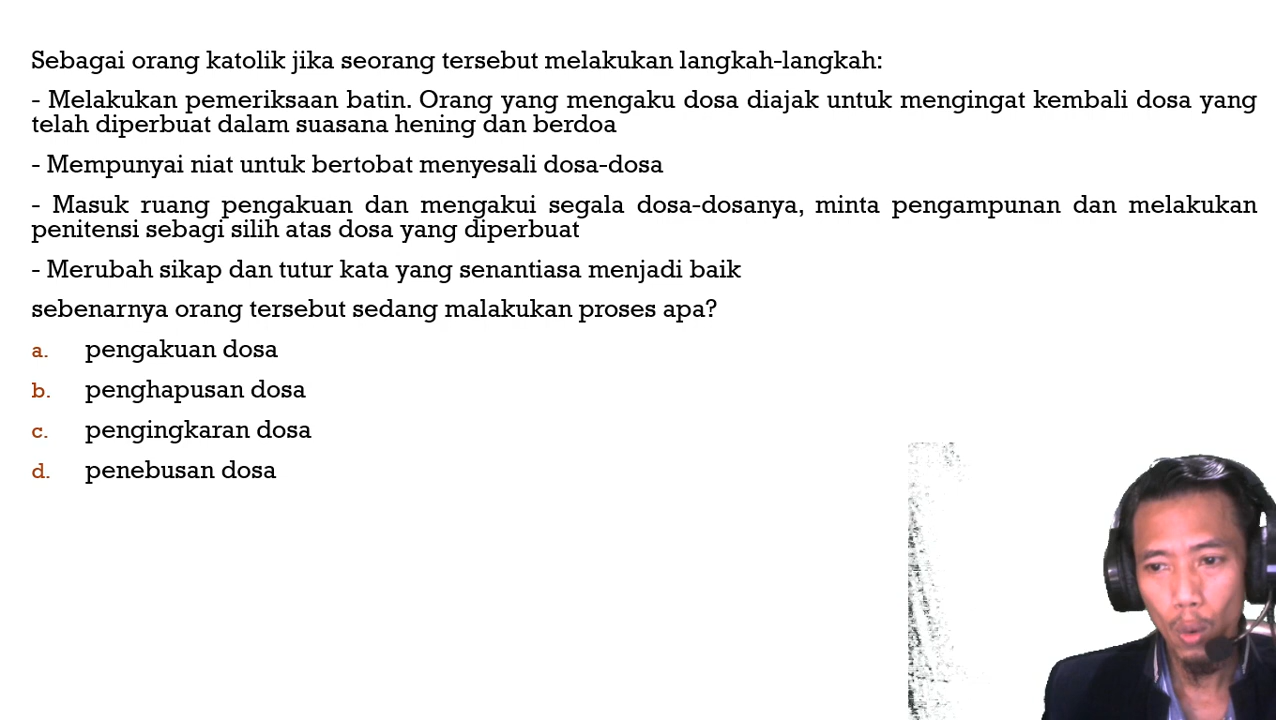 Sebagai orang katolik jika seorang tersebut melakukan langkah-langkah:
- Melakukan pemeriksaan batin. Orang yang mengaku dosa diajak untuk mengingat kembali dosa yang
telah diperbuat dalam suasana hening dan berdoa
- Mempunyai niat untuk bertobat menyesali dosa-dosa
- Masuk ruang pengakuan dan mengakui segala dosa-dosanya, minta pengampunan dan melakukan
penitensi sebagi silih atas dosa yang diperbuat
- Merubah sikap dan tutur kata yang senantiasa menjadi baik
sebenarnya orang tersebut sedang malakukan proses apa?
a. pengakuan dosa
b. penghapusan dosa
c. pengingkaran dosa
d. penebusan dosa